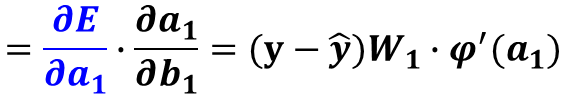 = ∂E/∂a₁ · ∂a₁/∂b₁ = (y − ŷ)W₁ · φ′(a₁)